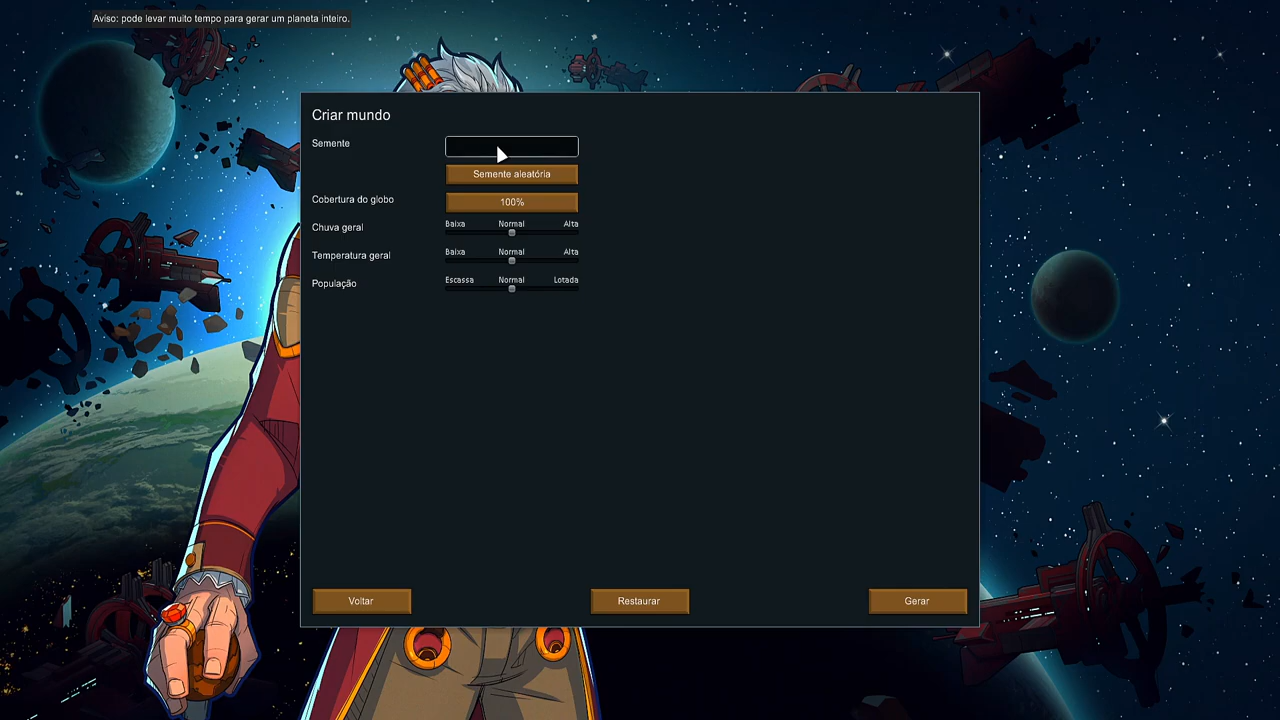 Aviso: pode levar muito tempo para gerar um planeta inteiro.
Criar mundo
Semente
Semente aleatória
Cobertura do globo 100%
Chuva geral Baixa Normal Alta
Temperatura geral Baixa Normal Alta
População Escassa Normal Lotada
Voltar Restaurar Gerar